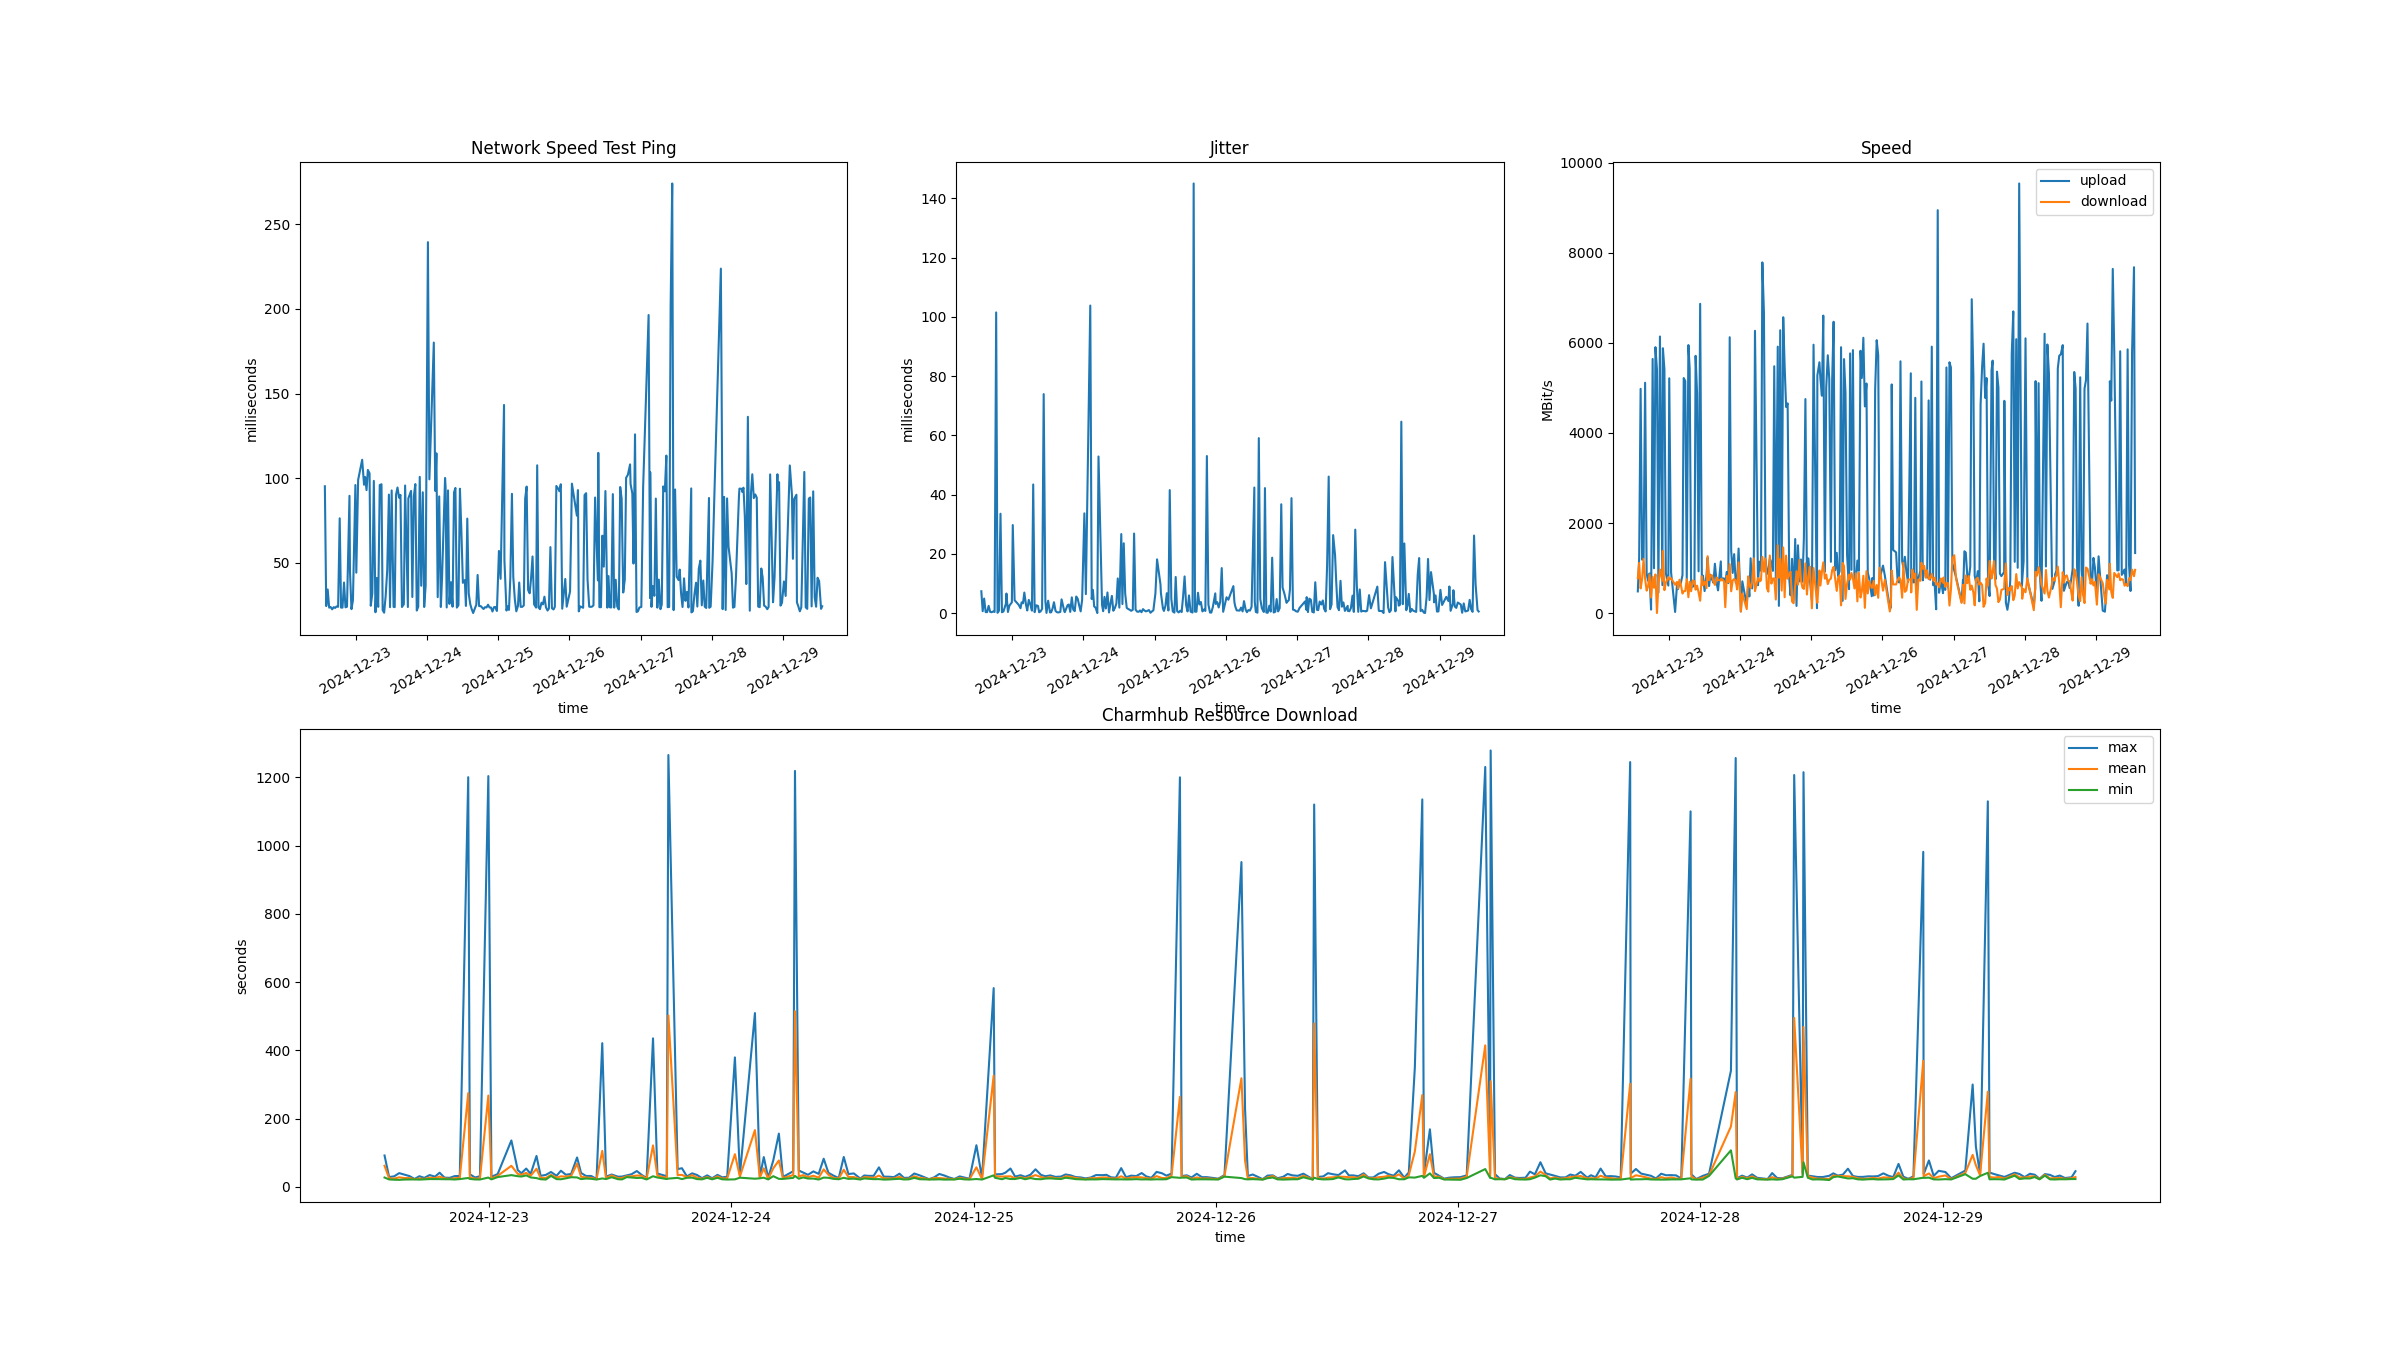 Network Speed Test Ping
milliseconds
250
200
150
100
50
2024-12-23 2024-12-24 2024-12-25 2024-12-26 2024-12-27 2024-12-28 2024-12-29
time
Jitter
milliseconds
140
120
100
80
60
40
20
0
2024-12-23 2024-12-24 2024-12-25 2024-12-26 2024-12-27 2024-12-28 2024-12-29
time
Speed
MBit/s
10000
8000
6000
4000
2000
0
upload
download
2024-12-23 2024-12-24 2024-12-25 2024-12-26 2024-12-27 2024-12-28 2024-12-29
time
Charmhub Resource Download
seconds
1200
1000
800
600
400
200
0
max
mean
min
2024-12-23 2024-12-24 2024-12-25 2024-12-26 2024-12-27 2024-12-28 2024-12-29
time